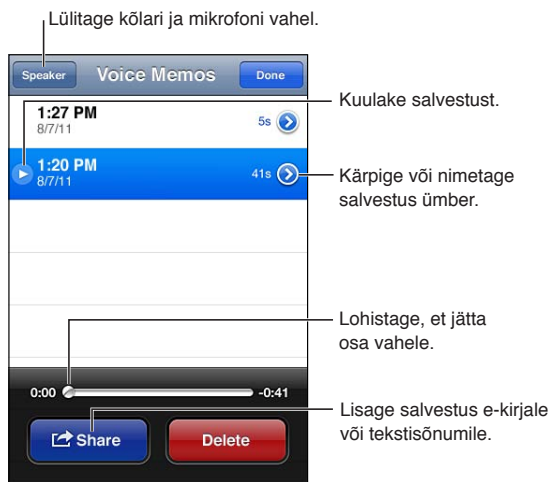 Lülitage kõlari ja mikrofoni vahel.
Speaker
Voice Memos
Done
1:27 PM
8/7/11
5s
Kuulake salvestust.
1:20 PM
8/7/11
41s
Kärpige või nimetage
salvestus ümber.
Lohistage, et jätta
osa vahele.
0:00
-0:41
Lisage salvestus e-kirjale
või tekstisõnumile.
Share
Delete